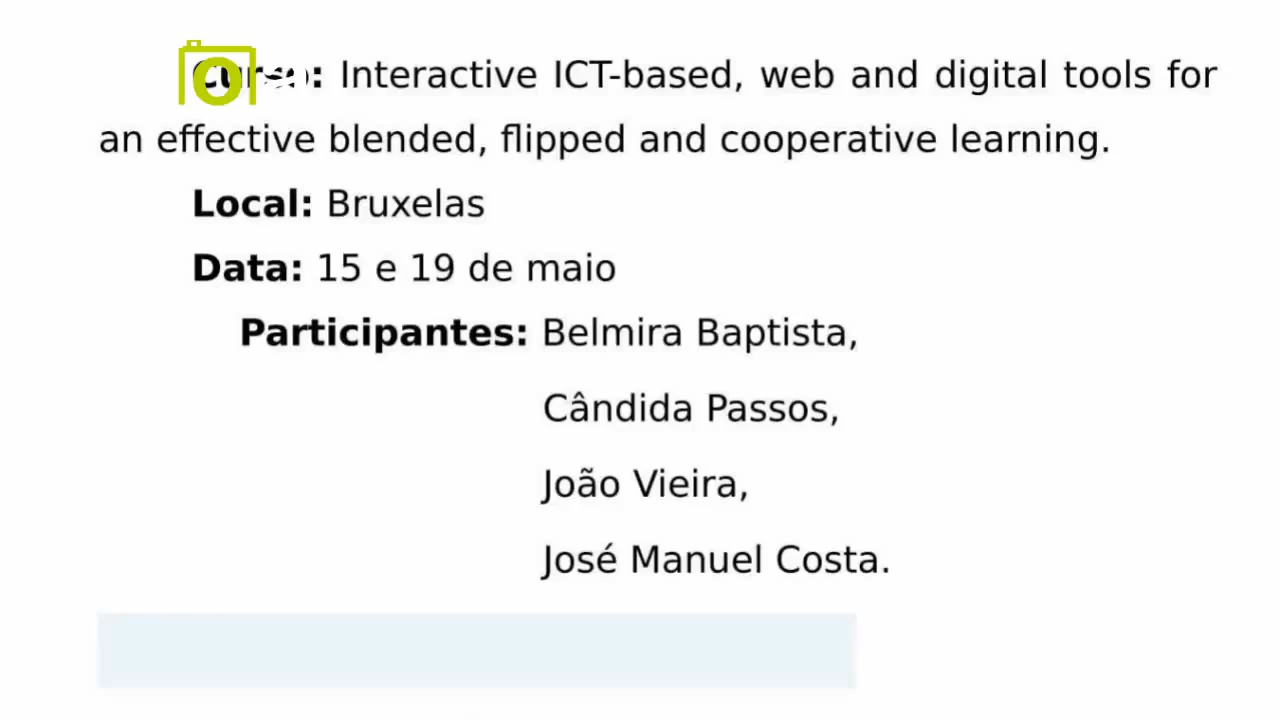 Curso: Interactive ICT-based, web and digital tools for
an effective blended, flipped and cooperative learning.
Local: Bruxelas
Data: 15 e 19 de maio
Participantes: Belmira Baptista,
Cândida Passos,
João Vieira,
José Manuel Costa.